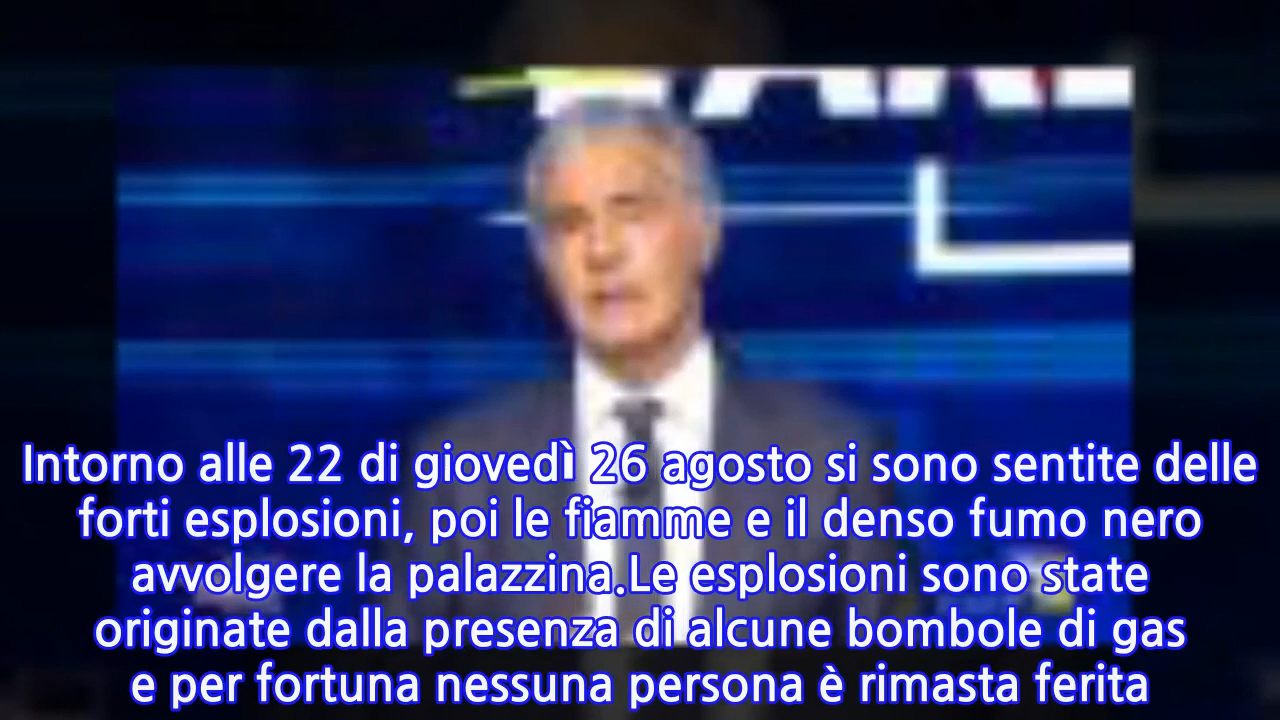 Intorno alle 22 di giovedì 26 agosto si sono sentite delle
forti esplosioni, poi le fiamme e il denso fumo nero
avvolgere la palazzina.Le esplosioni sono state
originate dalla presenza di alcune bombole di gas
e per fortuna nessuna persona è rimasta ferita